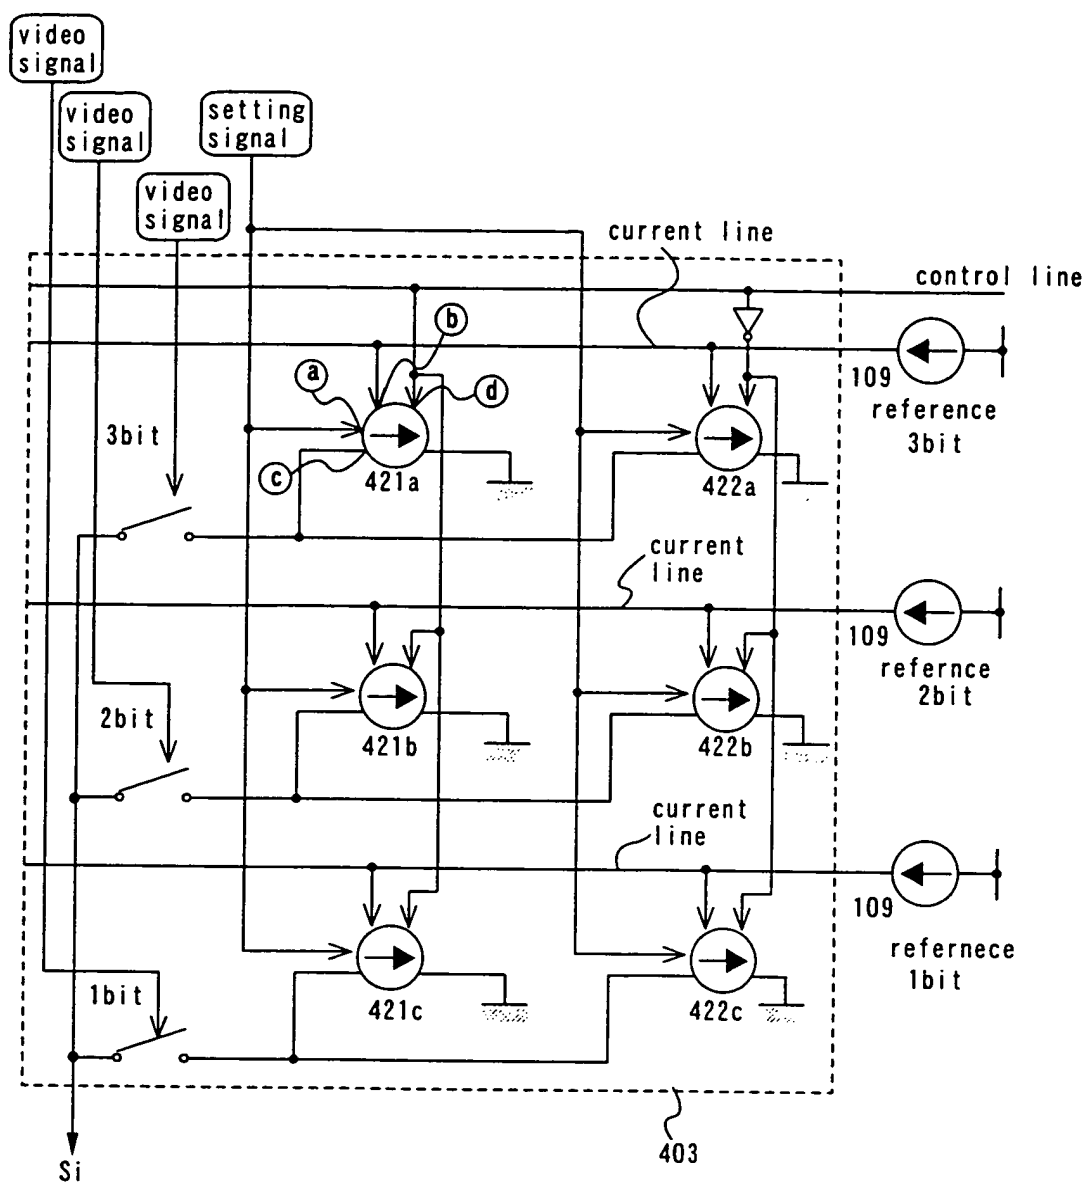 video
signal
video
signal
setting
signal
video
signal
current line
control line
b
a
d
109
reference
3bit
3bit
c
421a
422a
current
line
109
refernce
2bit
2bit
421b
422b
current
line
109
refernece
1bit
1bit
421c
422c
403
Si